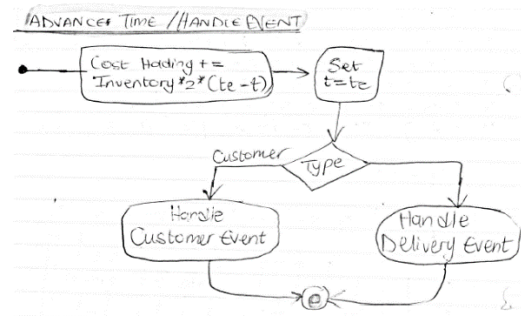 ADVANCE TIME / HANDLE EVENT
Cost Holding +=
Inventory*2*(te-t)
Set
t=te
Type
Customer
Handle
Customer Event
Handle
Delivery Event
e